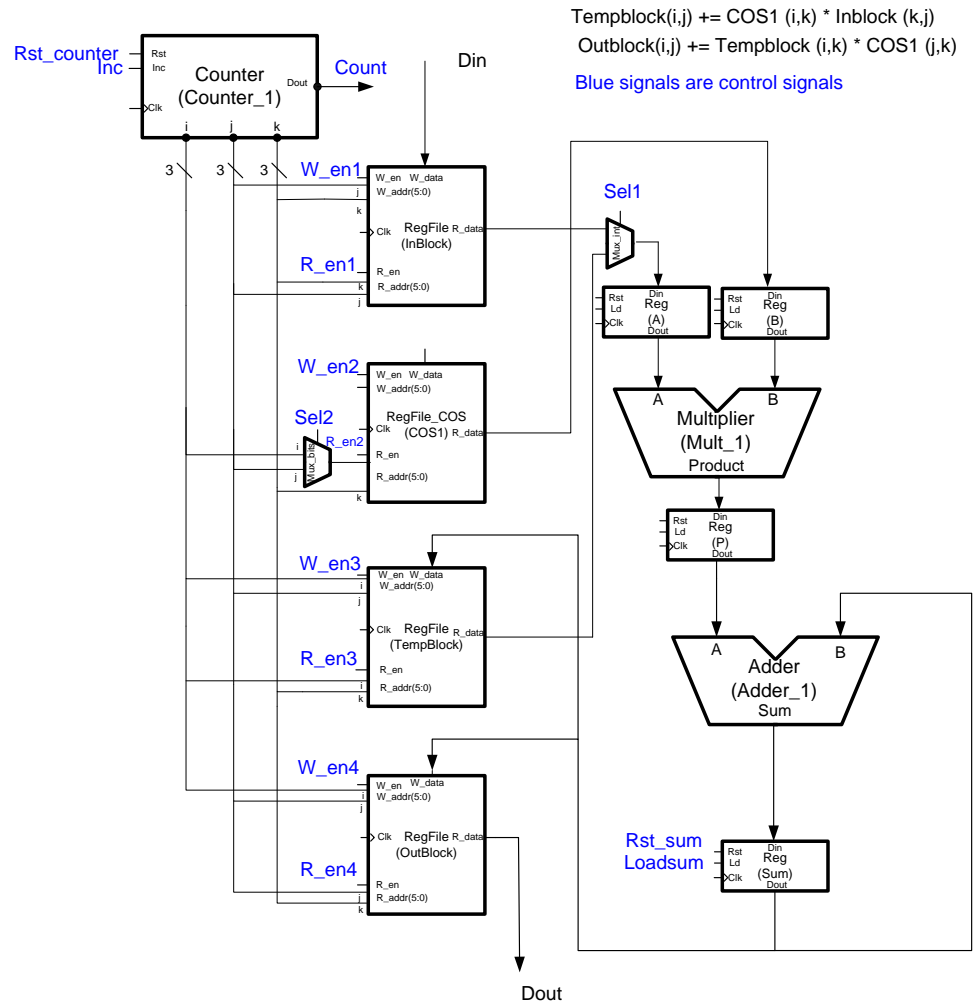 Tempblock(i,j) += COS1 (i,k) * Inblock (k,j)
Outblock(i,j) += Tempblock (i,k) * COS1 (j,k)
Blue signals are control signals
Rst_counter
Inc
Rst
Inc
Clk
Counter
(Counter_1)
Dout
Count
i
j
k
3
3
3
Din
W_en1
W_en W_data
W_addr(5:0)
j
k
Clk
RegFile
(InBlock)
R_data
R_en1
R_en
k
R_addr(5:0)
j
Sel1
Mux_int
Rst
Ld
Clk
Din
Reg
(A)
Dout
Rst
Ld
Clk
Din
Reg
(B)
Dout
W_en2
W_en W_data
W_addr(5:0)
Clk
RegFile_COS
(COS1)
R_data
Sel2
i
j
Mux_bits
R_en2
R_en
R_addr(5:0)
k
A
B
Multiplier
(Mult_1)
Product
Rst
Ld
Clk
Din
Reg
(P)
Dout
W_en3
W_en W_data
i
W_addr(5:0)
j
Clk
RegFile
(TempBlock)
R_data
R_en3
R_en
i
R_addr(5:0)
k
A
B
Adder
(Adder_1)
Sum
W_en4
W_en W_data
i
W_addr(5:0)
j
Clk
RegFile
(OutBlock)
R_data
R_en4
R_en
j
R_addr(5:0)
k
Rst_sum
Loadsum
Rst
Ld
Clk
Din
Reg
(Sum)
Dout
Dout